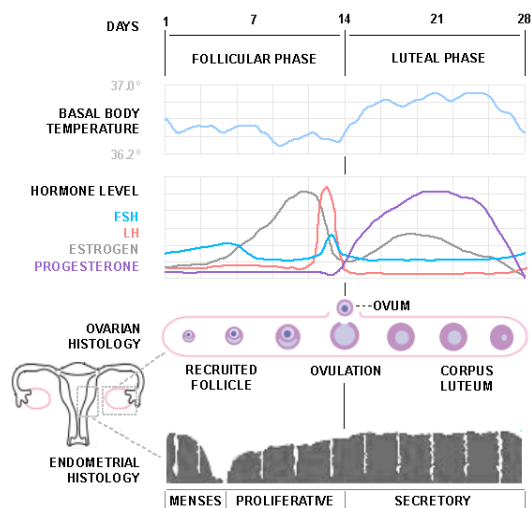 DAYS 1 7 14 21 28
FOLLICULAR PHASE LUTEAL PHASE
37.0°
BASAL BODY
TEMPERATURE
36.2°
HORMONE LEVEL
FSH
LH
ESTROGEN
PROGESTERONE
OVUM
OVARIAN
HISTOLOGY
RECRUITED
FOLLICLE
OVULATION
CORPUS
LUTEUM
ENDOMETRIAL
HISTOLOGY
MENSES PROLIFERATIVE SECRETORY